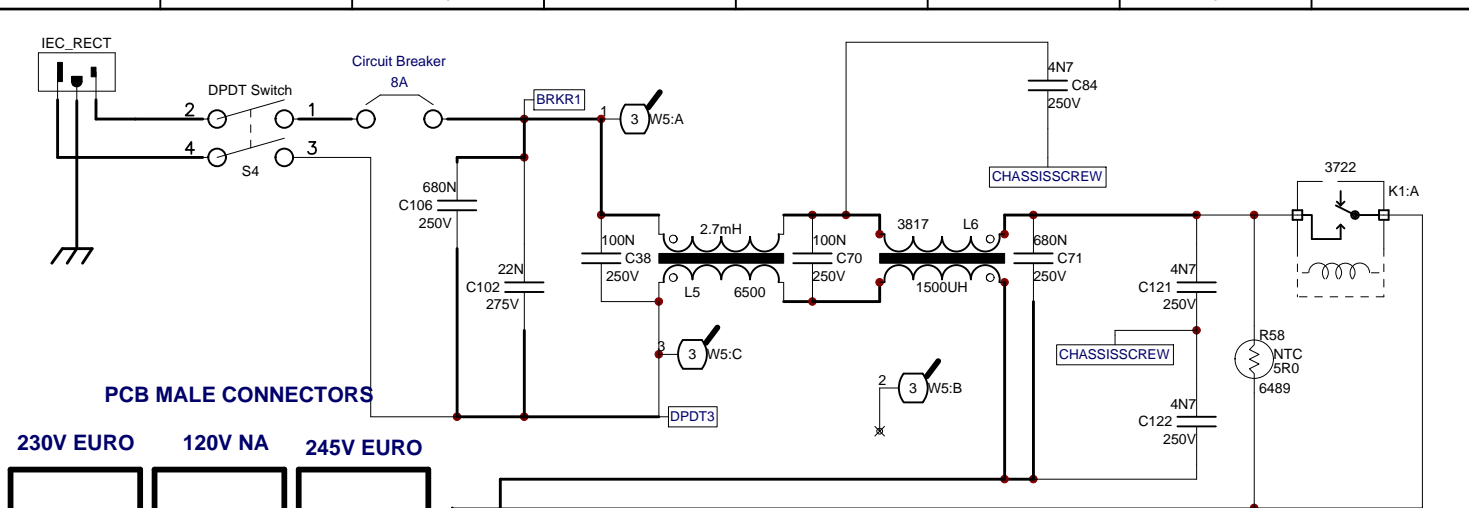 IEC_RECT
DPDT Switch
2
1
4
3
S4
Circuit Breaker
8A
BRKR1
1
3
W5:A
4N7
C84
250V
CHASSISSCREW
3722
K1:A
680N
C106
250V
22N
C102
275V
100N
C38
250V
2.7mH
L5
6500
100N
C70
250V
3817
L6
1500UH
680N
C71
250V
4N7
C121
250V
CHASSISSCREW
R58
NTC
5R0
6489
4N7
C122
250V
3
3
W5:C
2
3
W5:B
DPDT3
PCB MALE CONNECTORS
230V EURO
120V NA
245V EURO